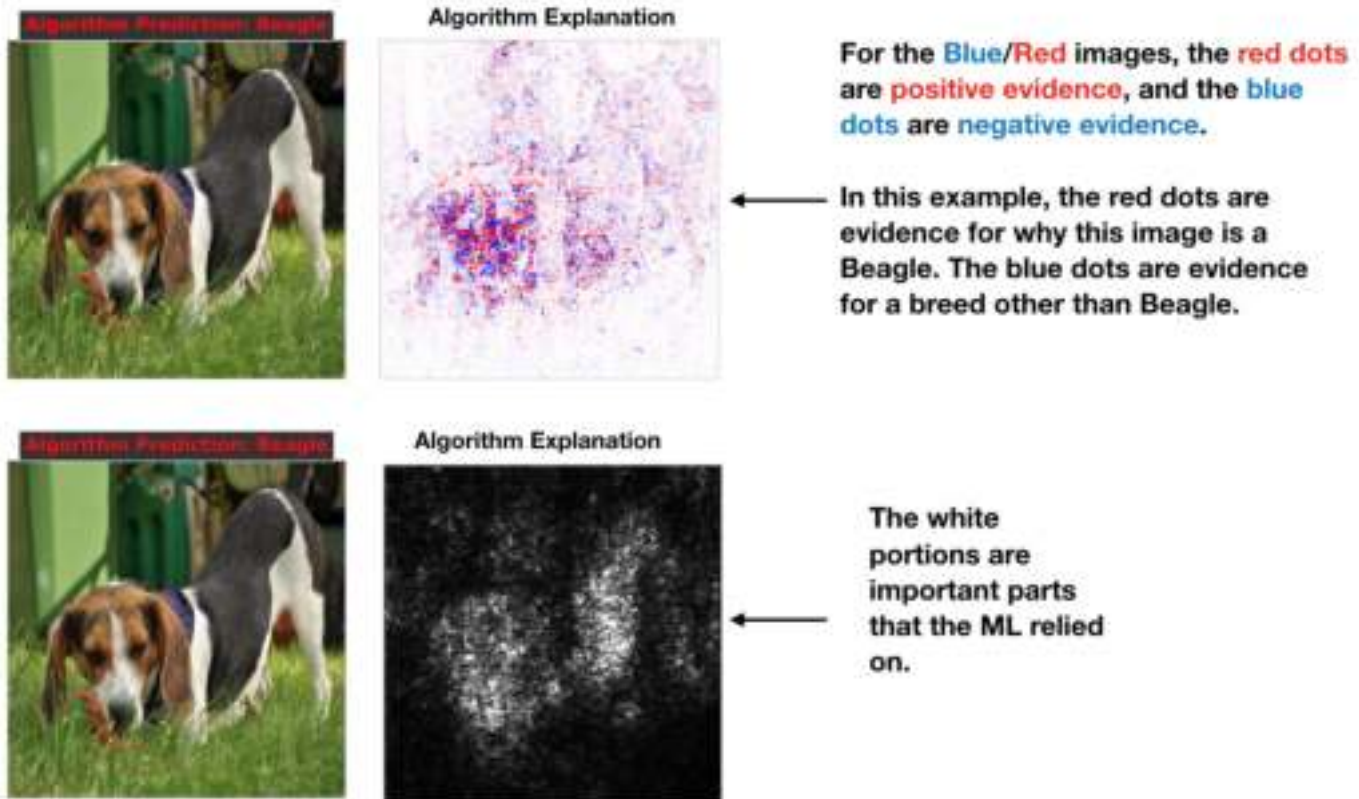 Algorithm Prediction: Beagle
Algorithm Explanation
For the Blue/Red images, the red dots
are positive evidence, and the blue
dots are negative evidence.
In this example, the red dots are
evidence for why this image is a
Beagle. The blue dots are evidence
for a breed other than Beagle.
Algorithm Prediction: Beagle
Algorithm Explanation
The white
portions are
important parts
that the ML relied
on.